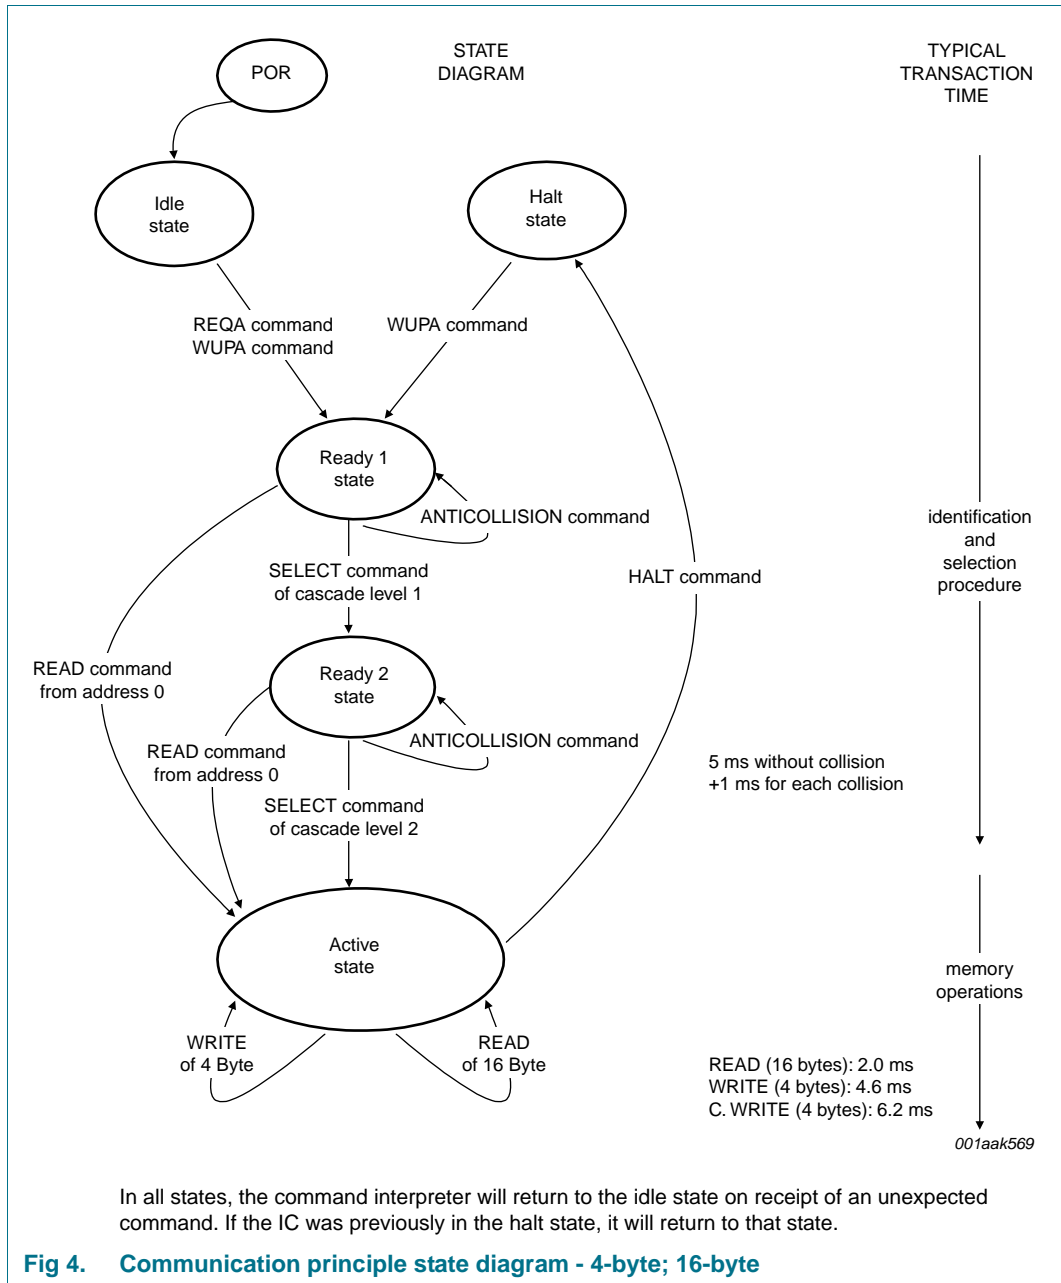 STATE
DIAGRAM
TYPICAL
TRANSACTION
TIME
POR
Idle
state
Halt
state
REQA command
WUPA command
WUPA command
Ready 1
state
ANTICOLLISION command
identification
and
selection
procedure
SELECT command
of cascade level 1
HALT command
READ command
from address 0
Ready 2
state
ANTICOLLISION command
READ command
from address 0
5 ms without collision
+1 ms for each collision
SELECT command
of cascade level 2
Active
state
memory
operations
WRITE
of 4 Byte
READ
of 16 Byte
READ (16 bytes): 2.0 ms
WRITE (4 bytes): 4.6 ms
C. WRITE (4 bytes): 6.2 ms
001aak569
In all states, the command interpreter will return to the idle state on receipt of an unexpected
command. If the IC was previously in the halt state, it will return to that state.
Fig 4. Communication principle state diagram - 4-byte; 16-byte